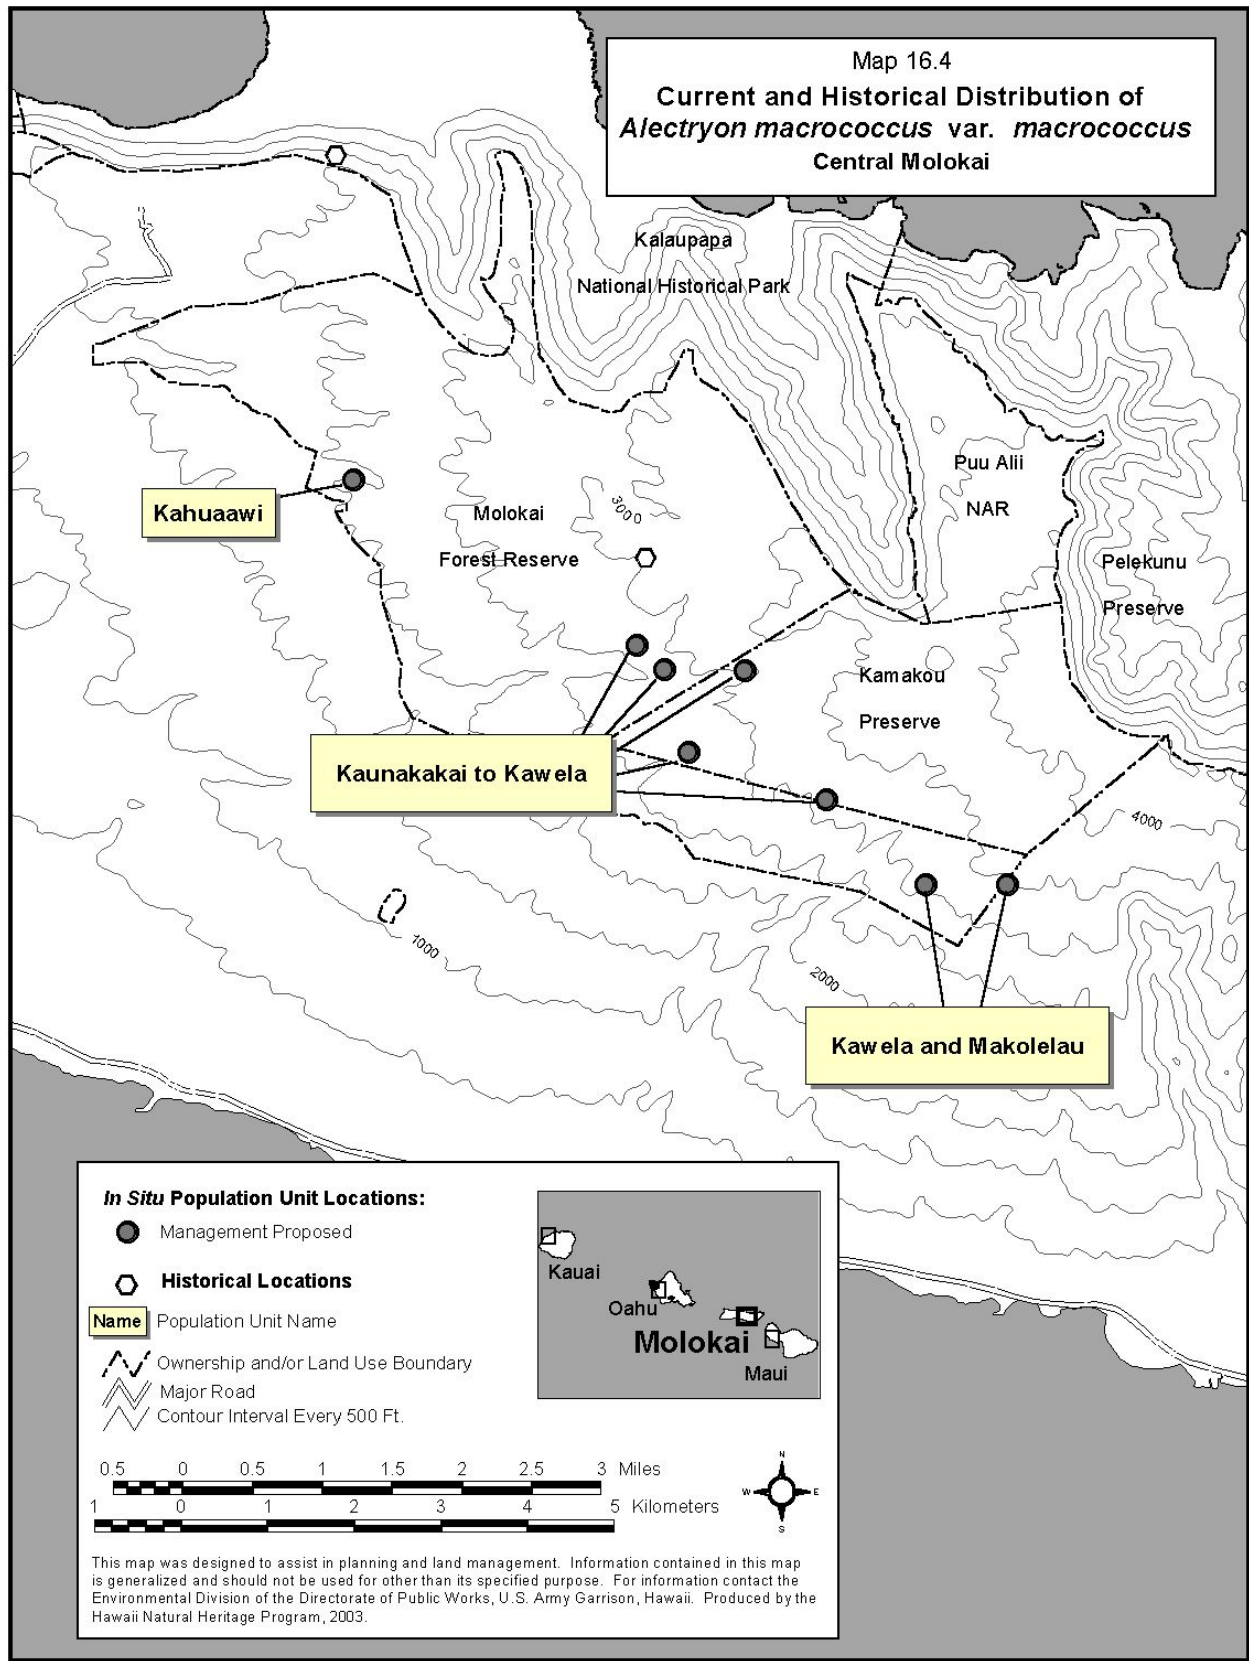 Map 16.4
Current and Historical Distribution of
Alectryon macrococcus var. macrococcus
Central Molokai
Kalaupapa
National Historical Park
Puu Alii
NAR
Kahuaawi
Molokai
Forest Reserve
3000
Pelekunu
Preserve
Kamakou
Preserve
Kaunakakai to Kawela
4000
1000
2000
Kawela and Makolelau
In Situ Population Unit Locations:
Management Proposed
Historical Locations
Name Population Unit Name
Ownership and/or Land Use Boundary
Major Road
Contour Interval Every 500 Ft.
Kauai
Oahu
Molokai
Maui
0.5 0 0.5 1 1.5 2 2.5 3 Miles
1 0 1 2 3 4 5 Kilometers
N
W E
S
This map was designed to assist in planning and land management. Information contained in this map
is generalized and should not be used for other than its specified purpose. For information contact the
Environmental Division of the Directorate of Public Works, U.S. Army Garrison, Hawaii. Produced by the
Hawaii Natural Heritage Program, 2003.